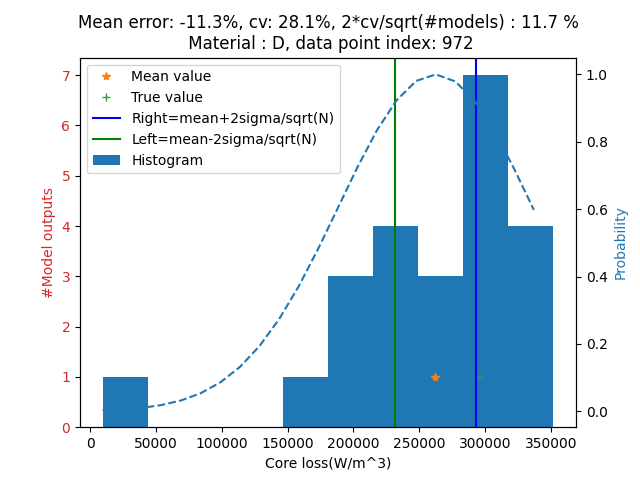 Mean error: -11.3%, cv: 28.1%, 2*cv/sqrt(#models) : 11.7 %
Material : D, data point index: 972
Mean value
True value
Right=mean+2sigma/sqrt(N)
Left=mean-2sigma/sqrt(N)
Histogram
#Model outputs
7
6
5
4
3
2
1
0
1.0
0.8
0.6
0.4
0.2
0.0
Probability
0 50000 100000 150000 200000 250000 300000 350000
Core loss(W/m^3)